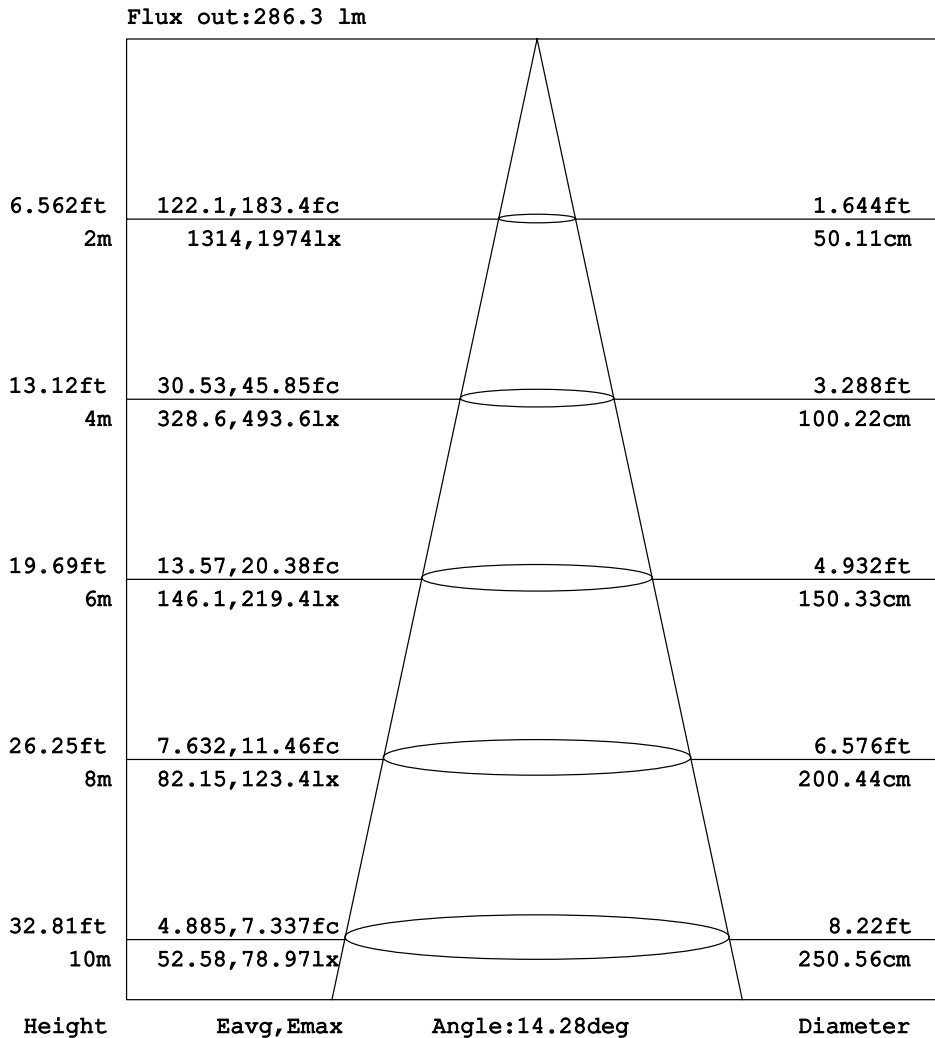 Flux out:286.3 lm
6.562ft 122.1,183.4fc 1.644ft
2m 1314,1974lx 50.11cm
13.12ft 30.53,45.85fc 3.288ft
4m 328.6,493.6lx 100.22cm
19.69ft 13.57,20.38fc 4.932ft
6m 146.1,219.4lx 150.33cm
26.25ft 7.632,11.46fc 6.576ft
8m 82.15,123.4lx 200.44cm
32.81ft 4.885,7.337fc 8.22ft
10m 52.58,78.97lx 250.56cm
Height Eavg,Emax Angle:14.28deg Diameter